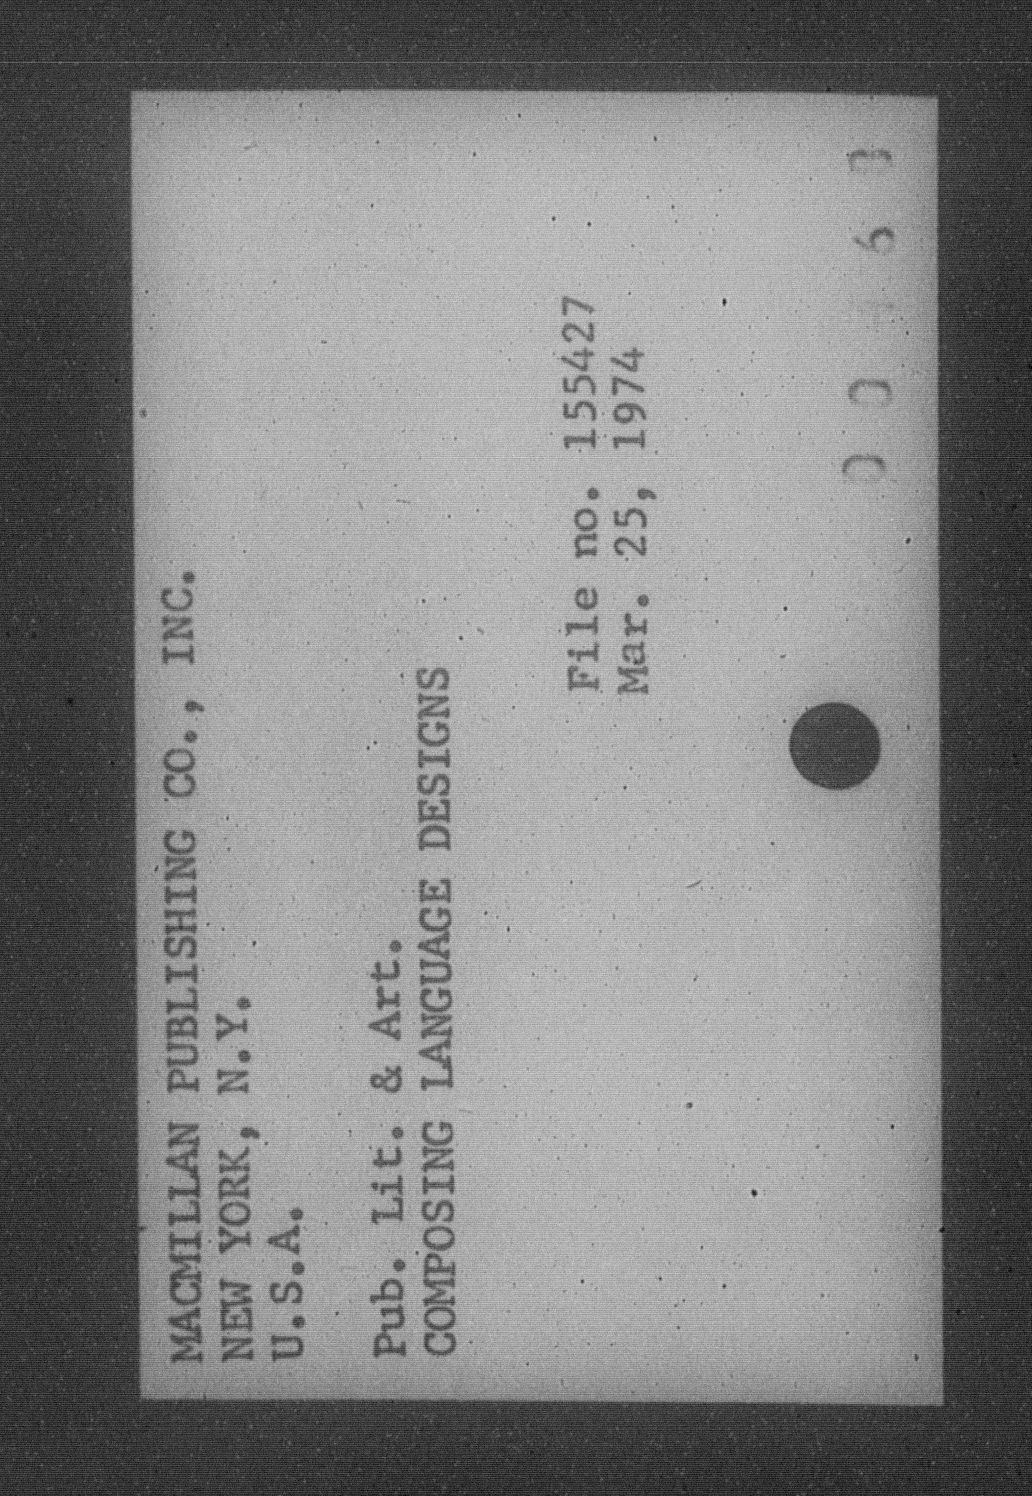 MACMILLAN PUBLISHING CO., INC.
NEW YORK, N.Y.
U.S.A.
Pub. Lit. & Art.
COMPOSING LANGUAGE DESIGNS
File no. 155427
Mar. 25, 1974